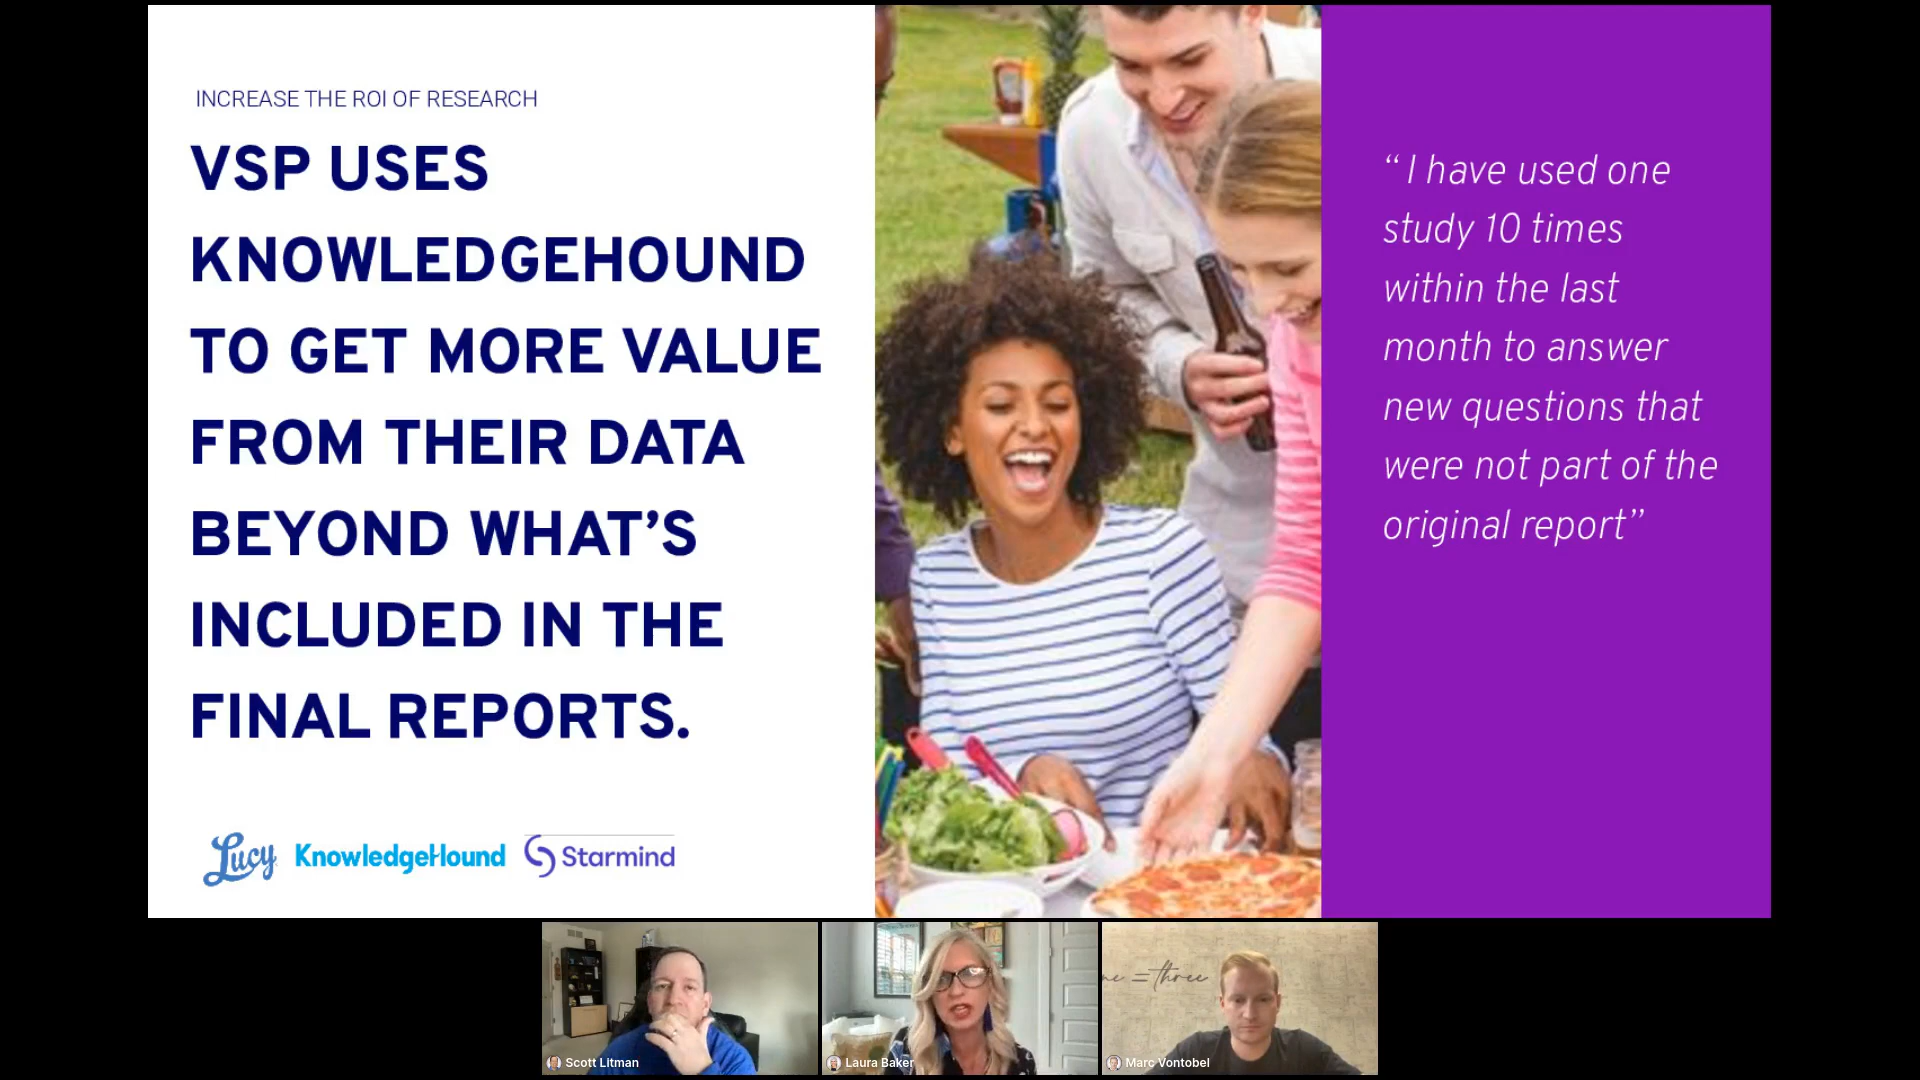 INCREASE THE ROI OF RESEARCH
VSP USES
KNOWLEDGEHOUND
TO GET MORE VALUE
FROM THEIR DATA
BEYOND WHAT’S
INCLUDED IN THE
FINAL REPORTS.
Lucy KnowledgeHound Starmind
“ I have used one
study 10 times
within the last
month to answer
new questions that
were not part of the
original report”
=three
Scott Litman
Laura Baker
Marc Vontobel